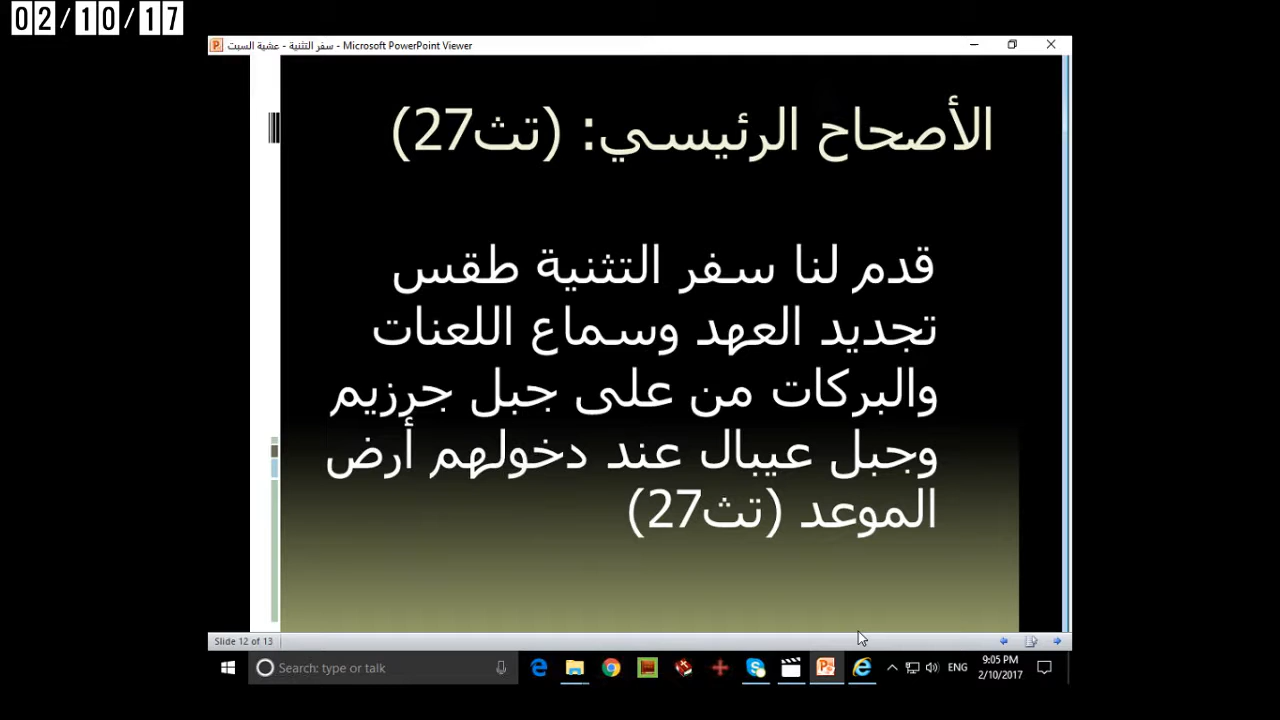 02/10/17
سفر التثنية - عشية السبت - Microsoft PowerPoint Viewer
الأصحاح الرئيسي: (تث27)
قدم لنا سفر التثنية طقس
تجديد العهد وسماع اللعنات
والبركات من على جبل جرزيم
وجبل عيبال عند دخولهم أرض
الموعد (تث27)
Slide 12 of 13
Search: type or talk
ENG
9:05 PM
2/10/2017